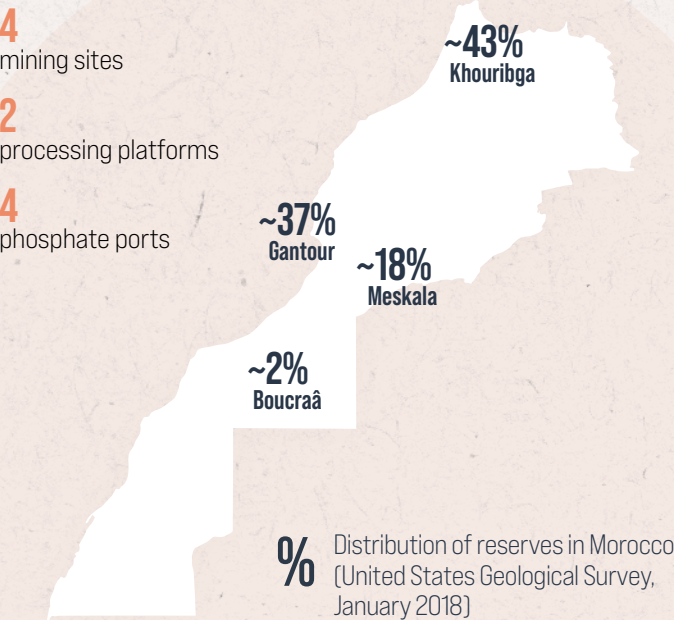 4
mining sites
2
processing platforms
4
phosphate ports
~43%
Khouribga
~37%
Gantour
~18%
Meskala
~2%
Boucraâ
%
Distribution of reserves in Morocco
(United States Geological Survey,
January 2018)